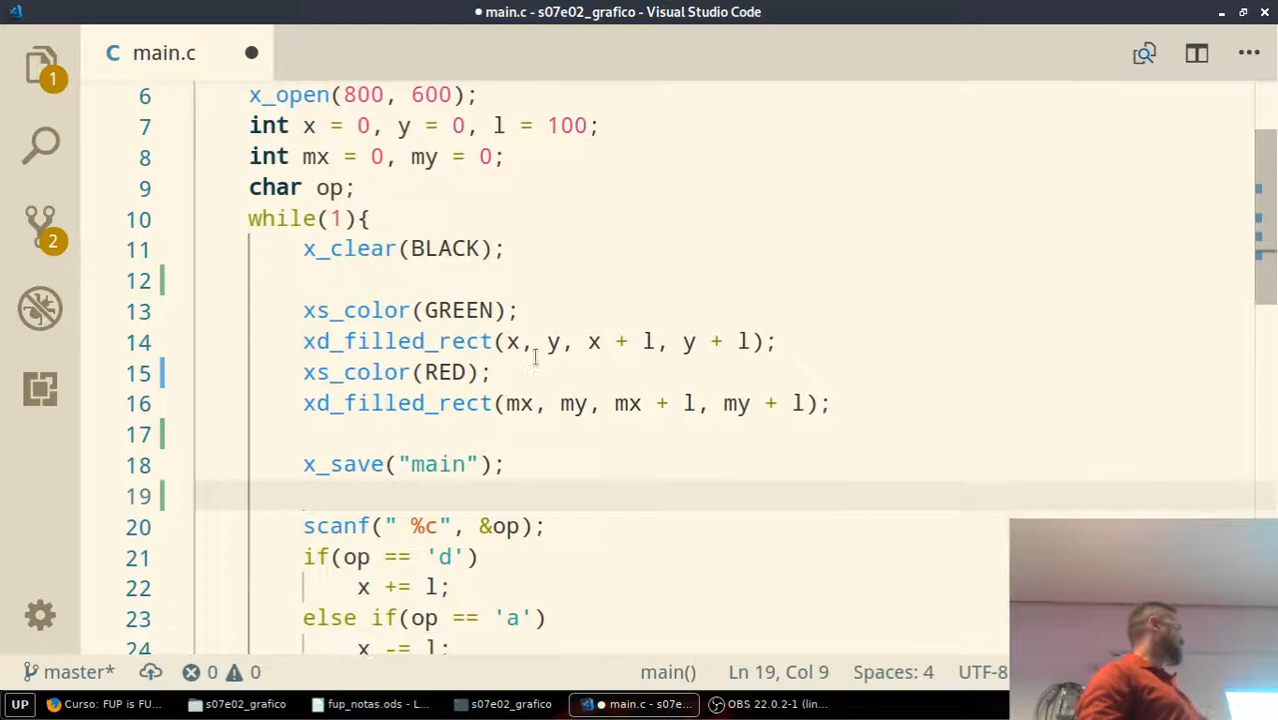 ● main.c - s07e02_grafico - Visual Studio Code
C main.c ●
1
2
6 x_open(800, 600);
7 int x = 0, y = 0, l = 100;
8 int mx = 0, my = 0;
9 char op;
10 while(1){
11 x_clear(BLACK);
12
13 xs_color(GREEN);
14 xd_filled_rect(x, y, x + l, y + l);
15 xs_color(RED);
16 xd_filled_rect(mx, my, mx + l, my + l);
17
18 x_save("main");
19
20 scanf(" %c", &op);
21 if(op == 'd')
22 x += l;
23 else if(op == 'a')
24 x -= l;
master* 0 0 main() Ln 19, Col 9 Spaces: 4 UTF-8
UP Curso: FUP is FU... s07e02_grafico fup_notas.ods - L... s07e02_grafico ● main.c - s07e... OBS 22.0.2-1 (lin...